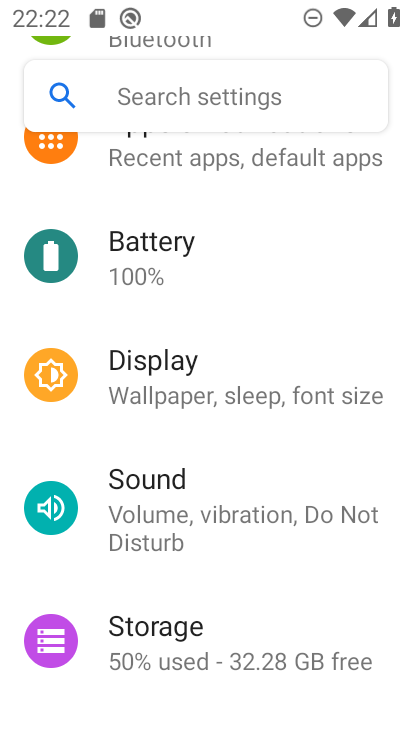 22:22
Bluetooth
Search settings
Recent apps, default apps
Battery
100%
Display
Wallpaper, sleep, font size
Sound
Volume, vibration, Do Not
Disturb
Storage
50% used - 32.28 GB free